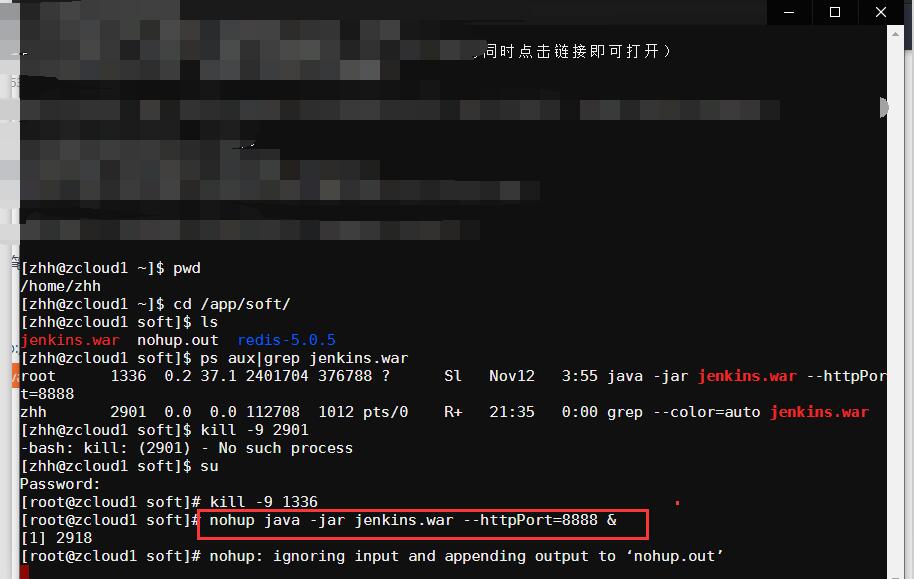 同时点击链接即可打开）
[zhh@zcloud1 ~]$ pwd
/home/zhh
[zhh@zcloud1 ~]$ cd /app/soft/
[zhh@zcloud1 soft]$ ls
jenkins.war  nohup.out  redis-5.0.5
[zhh@zcloud1 soft]$ ps aux|grep jenkins.war
root      1336  0.2 37.1 2401704 376788 ?      Sl   Nov12   3:55 java -jar jenkins.war --httpPor
t=8888
zhh       2901  0.0  0.0 112708  1012 pts/0    R+   21:35   0:00 grep --color=auto jenkins.war
[zhh@zcloud1 soft]$ kill -9 2901
-bash: kill: (2901) - No such process
[zhh@zcloud1 soft]$ su
Password:
[root@zcloud1 soft]# kill -9 1336
[root@zcloud1 soft]# nohup java -jar jenkins.war --httpPort=8888 &
[1] 2918
[root@zcloud1 soft]# nohup: ignoring input and appending output to ‘nohup.out’